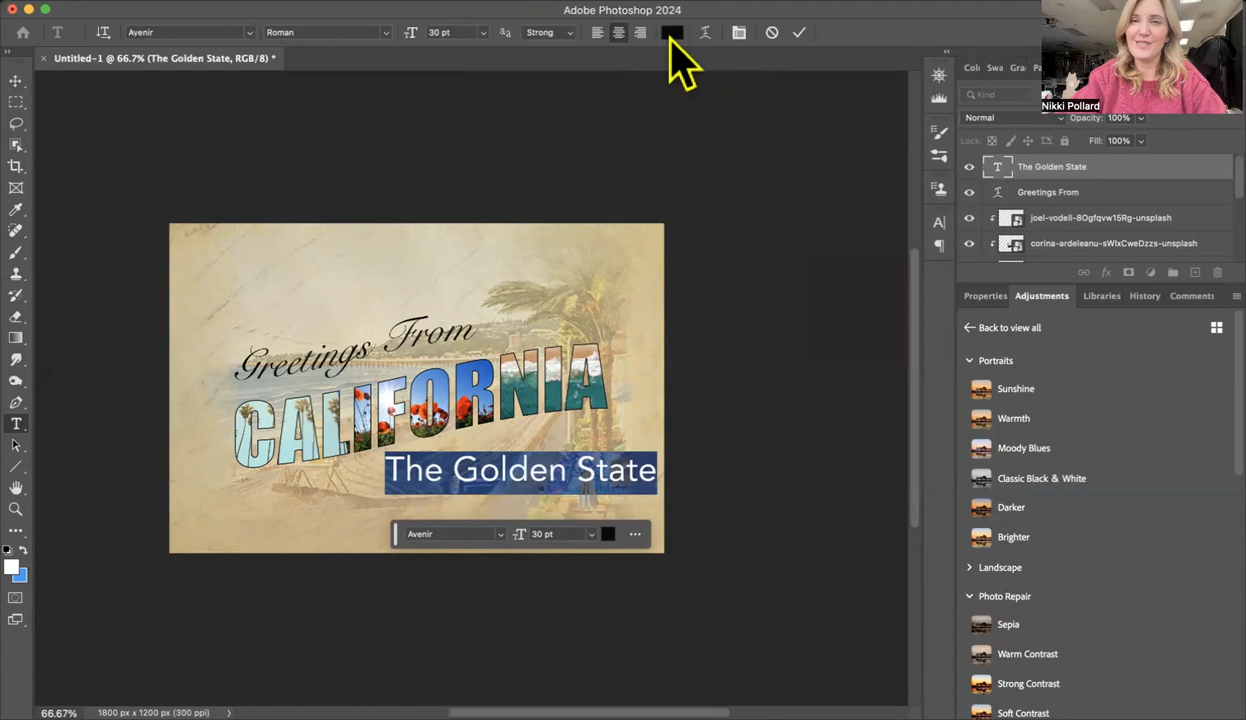 Adobe Photoshop 2024
T Avenir Roman 30 pt Strong
Untitled-1 @ 66.7% (The Golden State, RGB/8) *
Nikki Pollard
Colo Swa Gra Pa
Kind
Normal Opacity: 100%
Lock: Fill: 100%
The Golden State
Greetings From
joel-vodell-8Ogfqvw15Rg-unsplash
corina-ardeleanu-sWlxCweDzzs-unsplash
Properties Adjustments Libraries History Comments
Back to view all
Portraits
Sunshine
Warmth
Moody Blues
Classic Black & White
Darker
Brighter
Landscape
Photo Repair
Sepia
Warm Contrast
Strong Contrast
Soft Contrast
Greetings From
CALIFORNIA
The Golden State
Avenir 30 pt
66.67% 1800 px x 1200 px (300 ppi)